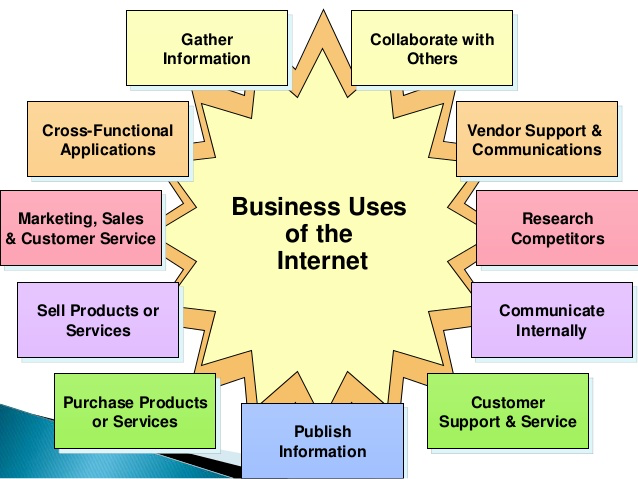 Gather
Information
Collaborate with
Others
Cross-Functional
Applications
Vendor Support &
Communications
Marketing, Sales
& Customer Service
Business Uses
of the
Internet
Research
Competitors
Sell Products or
Services
Communicate
Internally
Purchase Products
or Services
Publish
Information
Customer
Support & Service